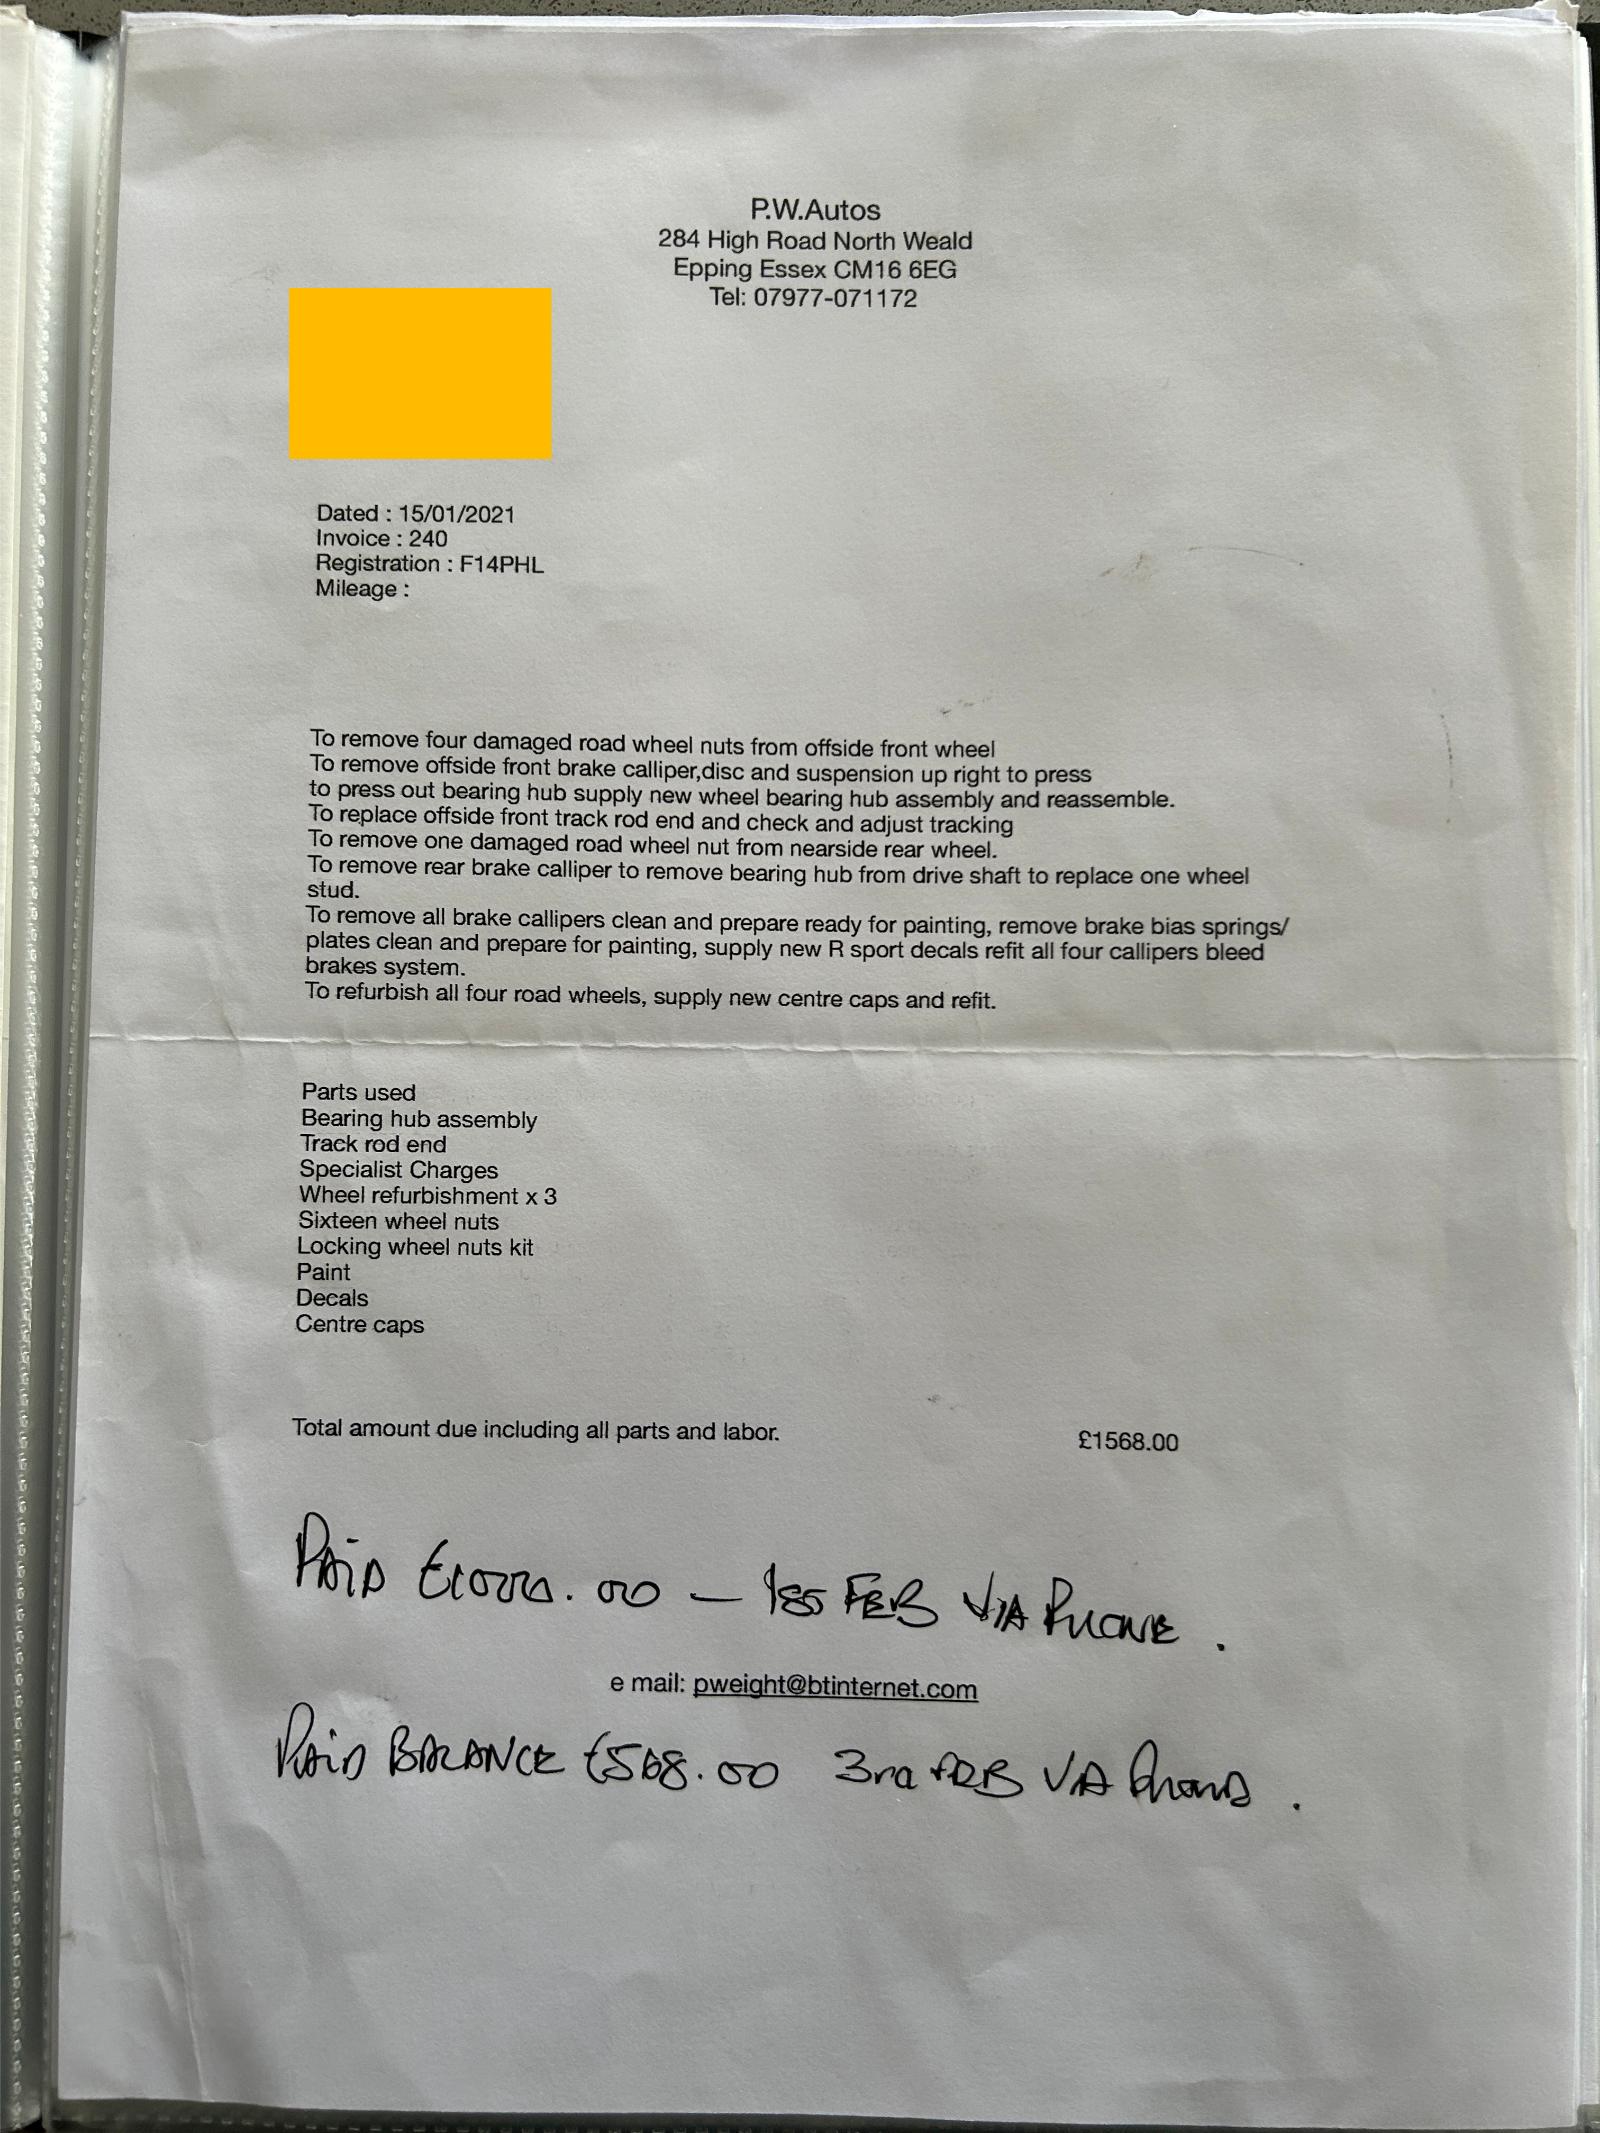 P.W.Autos
284 High Road North Weald
Epping Essex CM16 6EG
Tel: 07977-071172
Dated : 15/01/2021
Invoice : 240
Registration : F14PHL
Mileage :
To remove four damaged road wheel nuts from offside front wheel
To remove offside front brake calliper,disc and suspension up right to press
to press out bearing hub supply new wheel bearing hub assembly and reassemble.
To replace offside front track rod end and check and adjust tracking
To remove one damaged road wheel nut from nearside rear wheel.
To remove rear brake calliper to remove bearing hub from drive shaft to replace one wheel
stud.
To remove all brake callipers clean and prepare ready for painting, remove brake bias springs/
plates clean and prepare for painting, supply new R sport decals refit all four callipers bleed
brakes system.
To refurbish all four road wheels, supply new centre caps and refit.
Parts used
Bearing hub assembly
Track rod end
Specialist Charges
Wheel refurbishment x 3
Sixteen wheel nuts
Locking wheel nuts kit
Paint
Decals
Centre caps
Total amount due including all parts and labor. £1568.00
PAID £1000.00 — 1ST FEB VIA PHONE.
e mail: pweight@btinternet.com
PAID BALANCE £568.00 3rd FEB VIA PHONE.